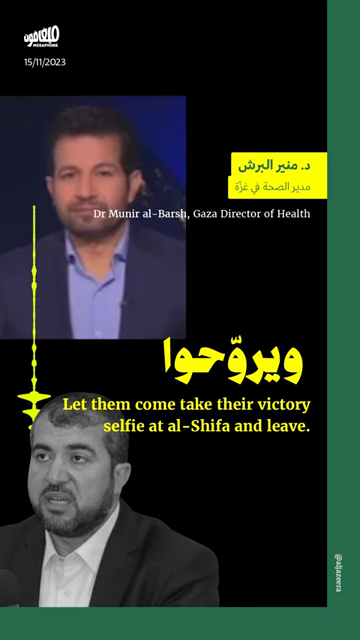 ميغافون
MEGAPHONE
15/11/2023
د. منير البرش
مدير الصحة في غزّة
Dr Munir al-Barsh, Gaza Director of Health
ويروّحوا
Let them come take their victory
selfie at al-Shifa and leave.
@aljazeera